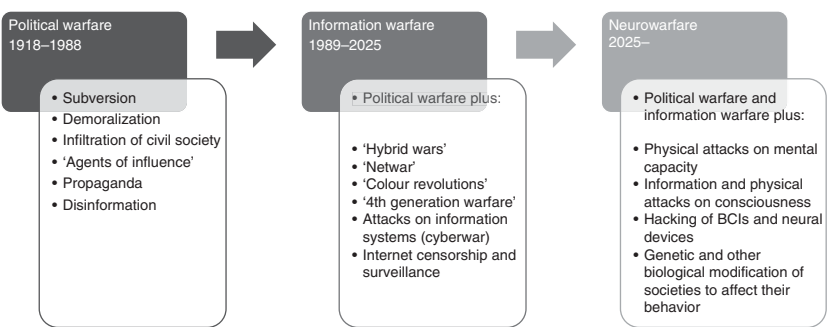 Political warfare
1918–1988
• Subversion
• Demoralization
• Infiltration of civil society
• ‘Agents of influence’
• Propaganda
• Disinformation
Information warfare
1989–2025
• Political warfare plus:
• ‘Hybrid wars’
• ‘Netwar’
• ‘Colour revolutions’
• ‘4th generation warfare’
• Attacks on information
systems (cyberwar)
• Internet censorship and
surveillance
Neurowarfare
2025–
• Political warfare and
information warfare plus:
• Physical attacks on mental
capacity
• Information and physical
attacks on consciousness
• Hacking of BCIs and neural
devices
• Genetic and other
biological modification of
societies to affect their
behavior